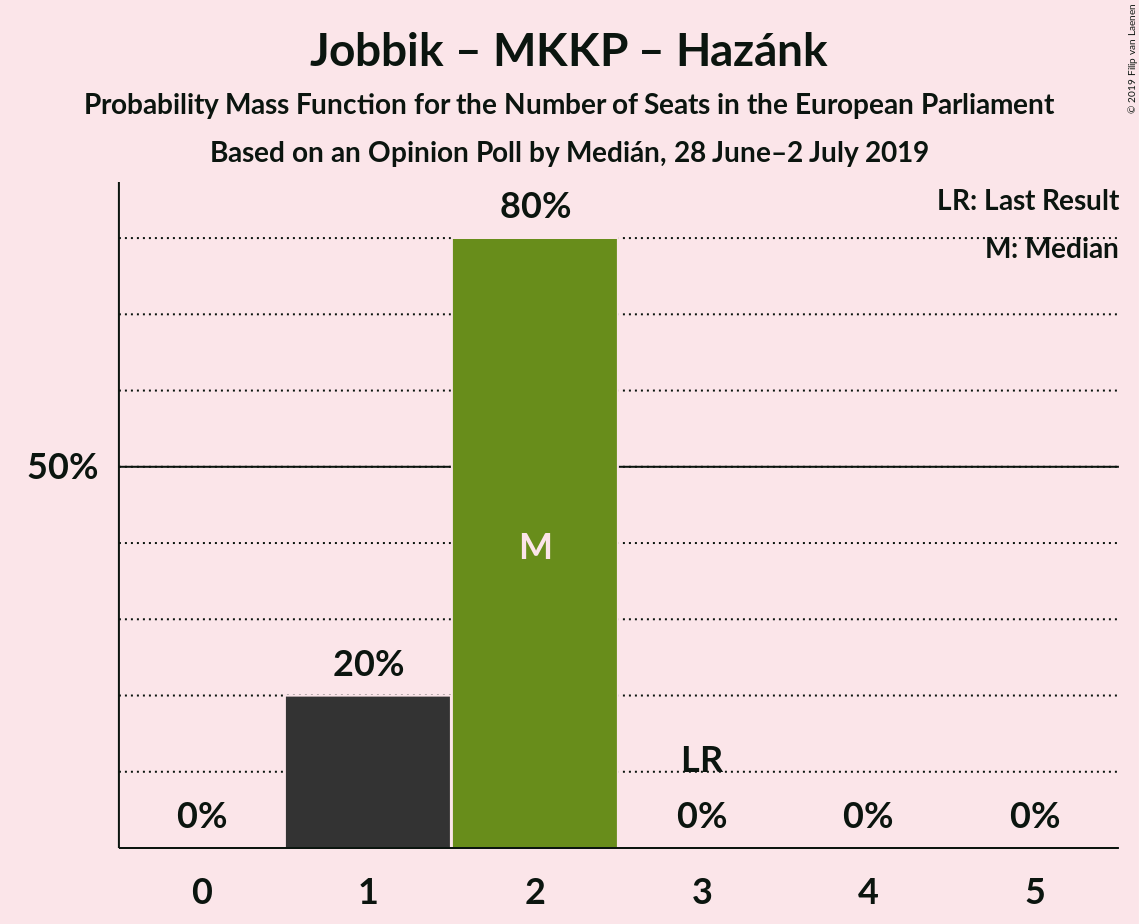 Jobbik – MKKP – Hazánk
Probability Mass Function for the Number of Seats in the European Parliament
Based on an Opinion Poll by Medián, 28 June–2 July 2019
© 2019 Filip van Laenen
LR: Last Result
M: Median
80%
50%
M
20%
LR
0%
0%
0%
0%
0
1
2
3
4
5